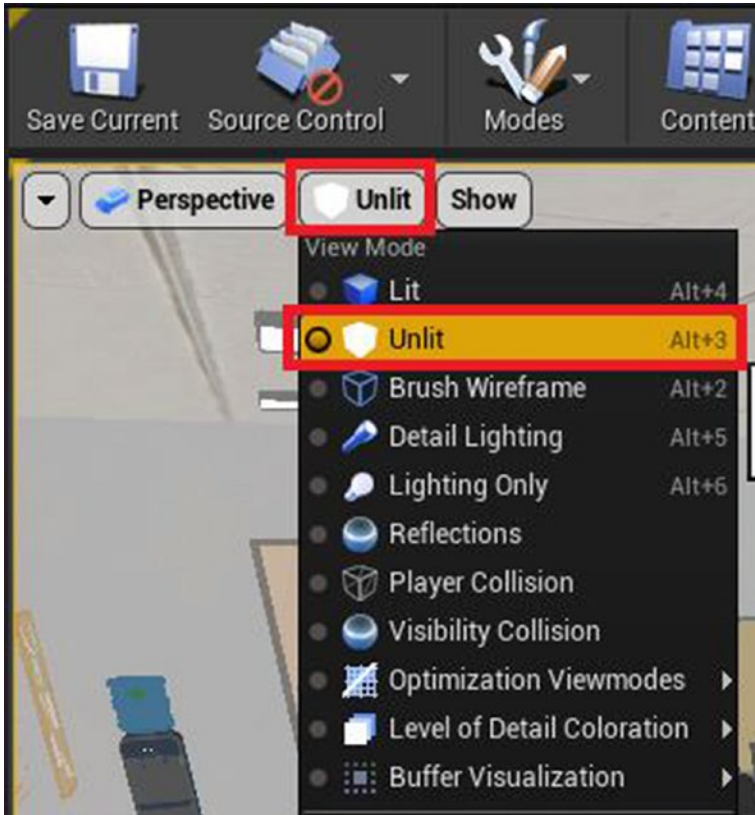 Save Current Source Control Modes Content
Perspective Unlit Show
View Mode
Lit Alt+4
Unlit Alt+3
Brush Wireframe Alt+2
Detail Lighting Alt+5
Lighting Only Alt+6
Reflections
Player Collision
Visibility Collision
Optimization Viewmodes
Level of Detail Coloration
Buffer Visualization